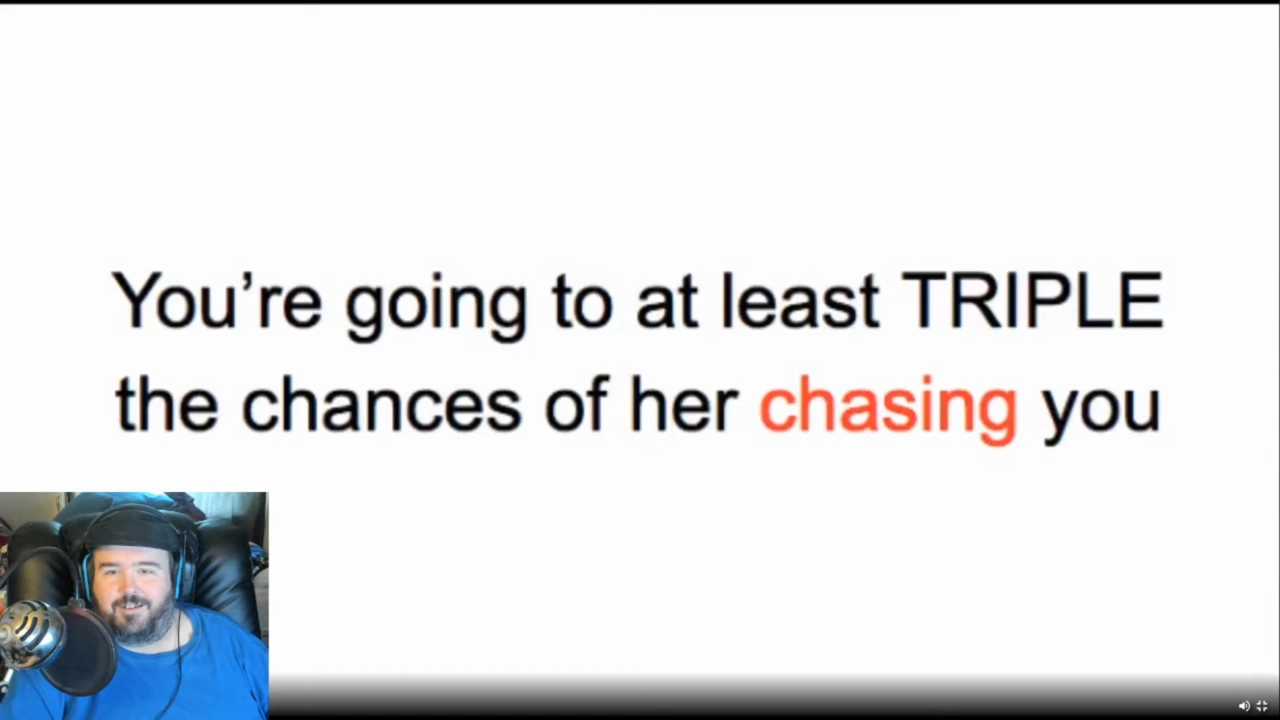 You’re going to at least TRIPLE
the chances of her chasing you